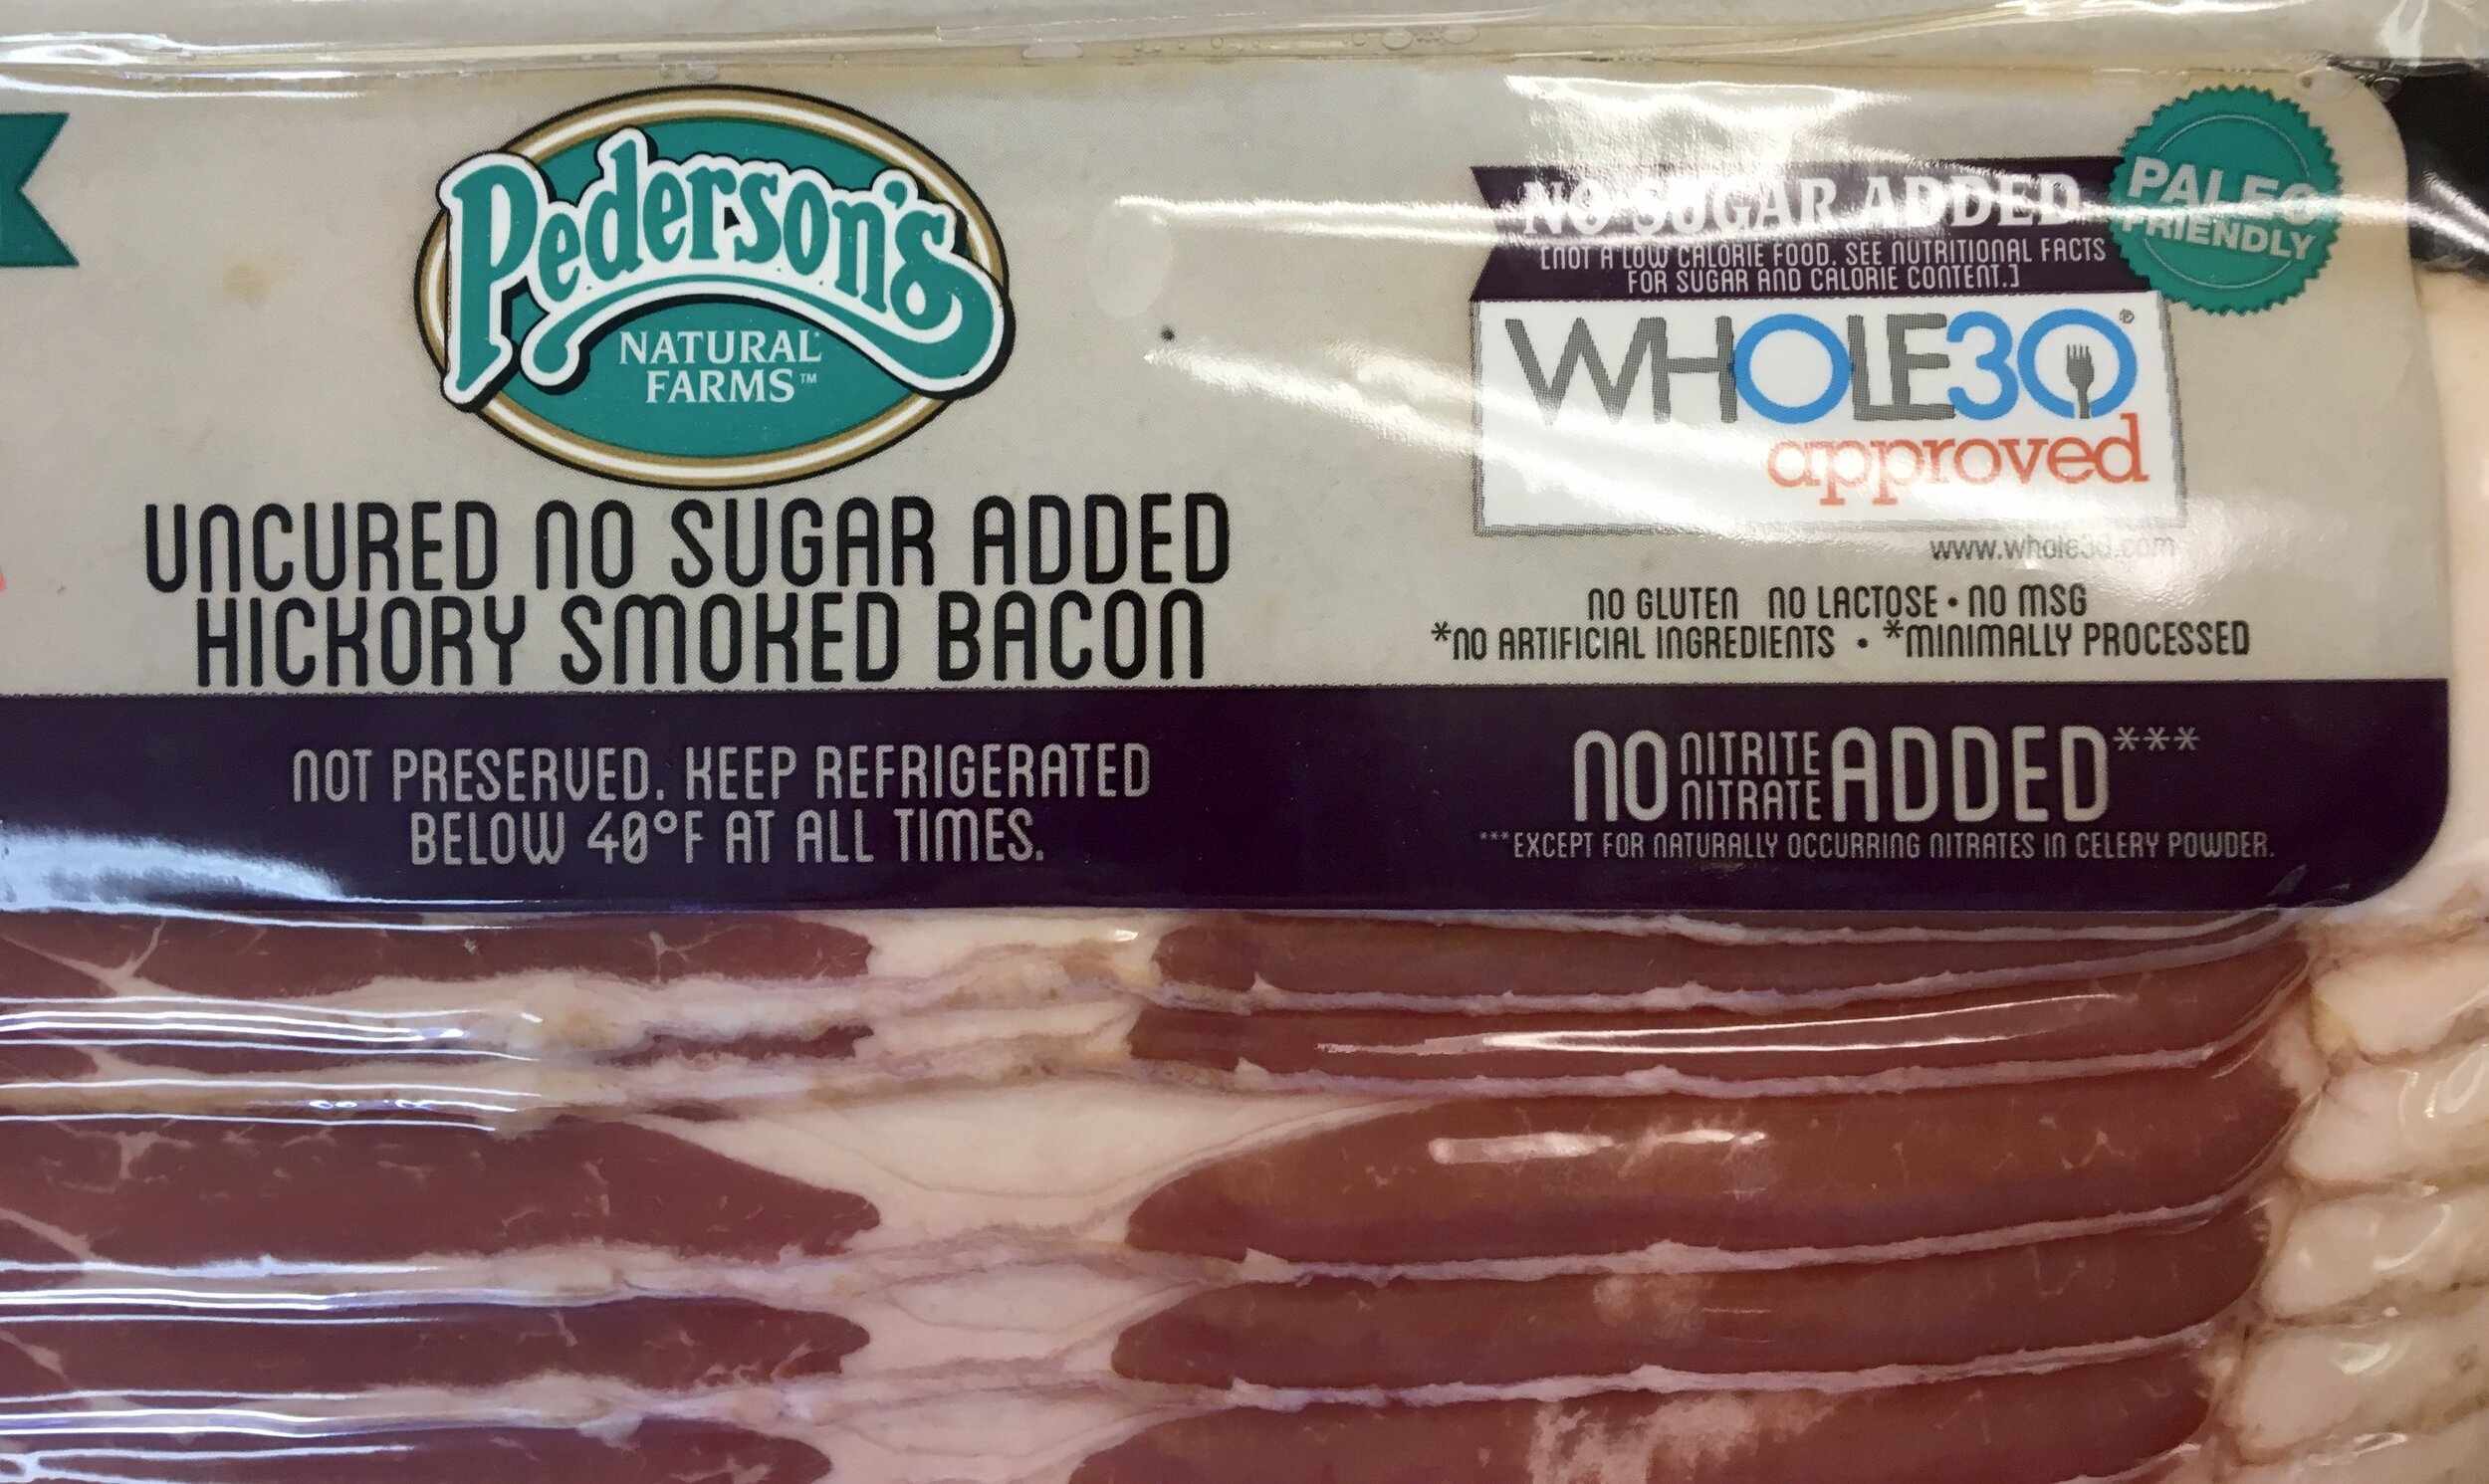 Pederson's
NATURAL
FARMS™
UNCURED NO SUGAR ADDED
HICKORY SMOKED BACON
NOT PRESERVED. KEEP REFRIGERATED
BELOW 40°F AT ALL TIMES.
NO SUGAR ADDED
[NOT A LOW CALORIE FOOD. SEE NUTRITIONAL FACTS
FOR SUGAR AND CALORIE CONTENT.]
PALEO
FRIENDLY
WHOLE30®
approved
www.whole30.com
NO GLUTEN NO LACTOSE • NO MSG
*NO ARTIFICIAL INGREDIENTS • *MINIMALLY PROCESSED
NO NITRITE ADDED***
NITRATE
***EXCEPT FOR NATURALLY OCCURRING NITRATES IN CELERY POWDER.